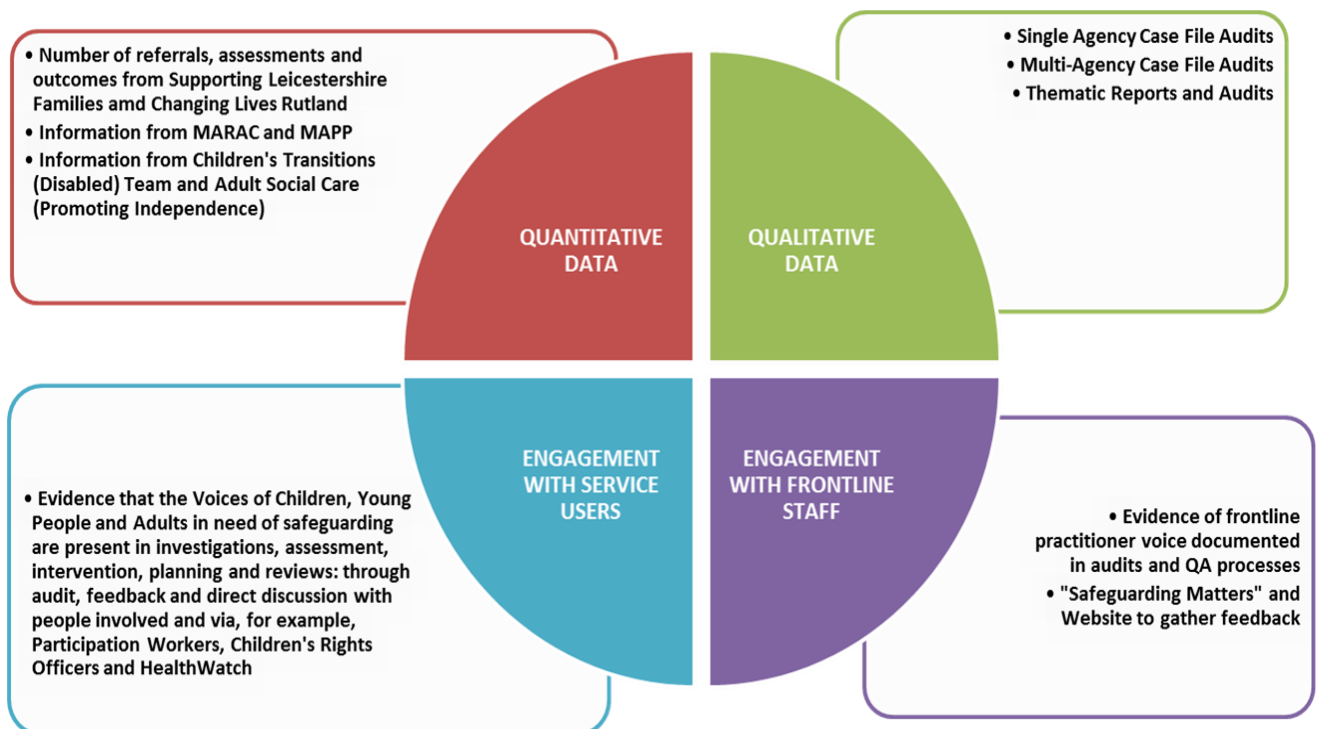 • Number of referrals, assessments and
outcomes from Supporting Leicestershire
Families amd Changing Lives Rutland
• Information from MARAC and MAPP
• Information from Children's Transitions
(Disabled) Team and Adult Social Care
(Promoting Independence)
• Single Agency Case File Audits
• Multi-Agency Case File Audits
• Thematic Reports and Audits
QUANTITATIVE
DATA
QUALITATIVE
DATA
ENGAGEMENT
WITH SERVICE
USERS
ENGAGEMENT
WITH FRONTLINE
STAFF
• Evidence that the Voices of Children, Young
People and Adults in need of safeguarding
are present in investigations, assessment,
intervention, planning and reviews: through
audit, feedback and direct discussion with
people involved and via, for example,
Participation Workers, Children's Rights
Officers and HealthWatch
• Evidence of frontline
practitioner voice documented
in audits and QA processes
• "Safeguarding Matters" and
Website to gather feedback